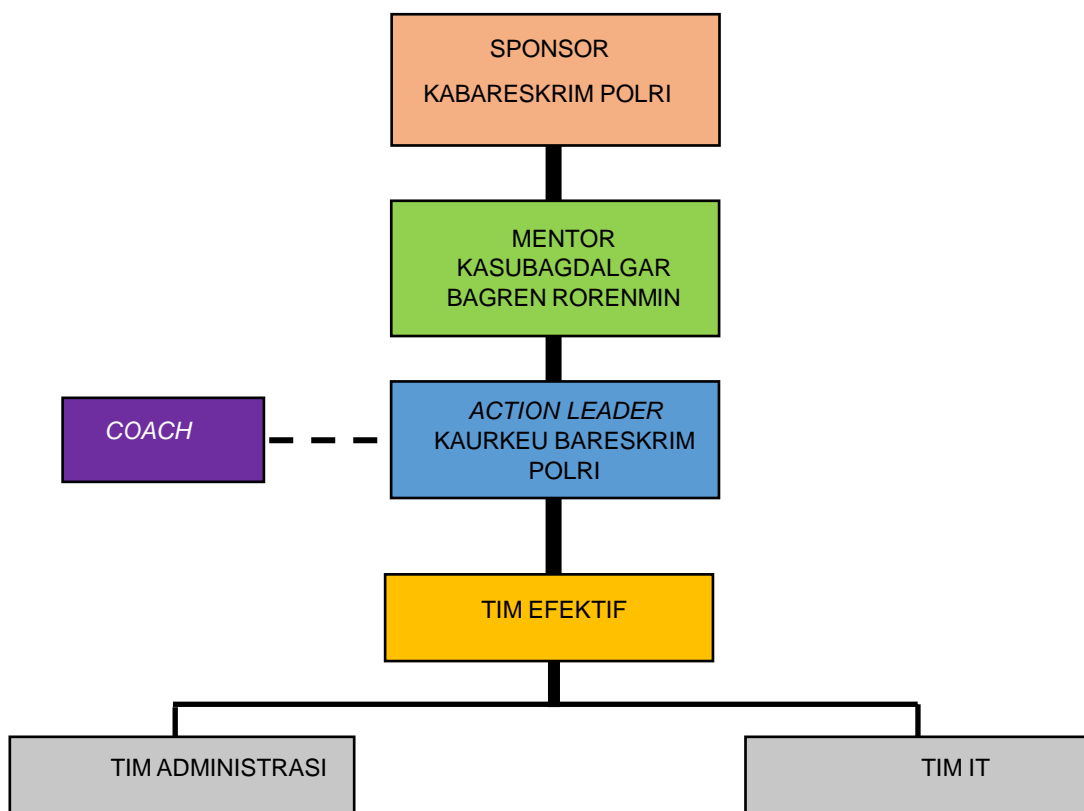 SPONSOR
KABARESKRIM POLRI
MENTOR
KASUBAGDALGAR
BAGREN RORENMIN
COACH
ACTION LEADER
KAURKEU BARESKRIM
POLRI
TIM EFEKTIF
TIM ADMINISTRASI
TIM IT